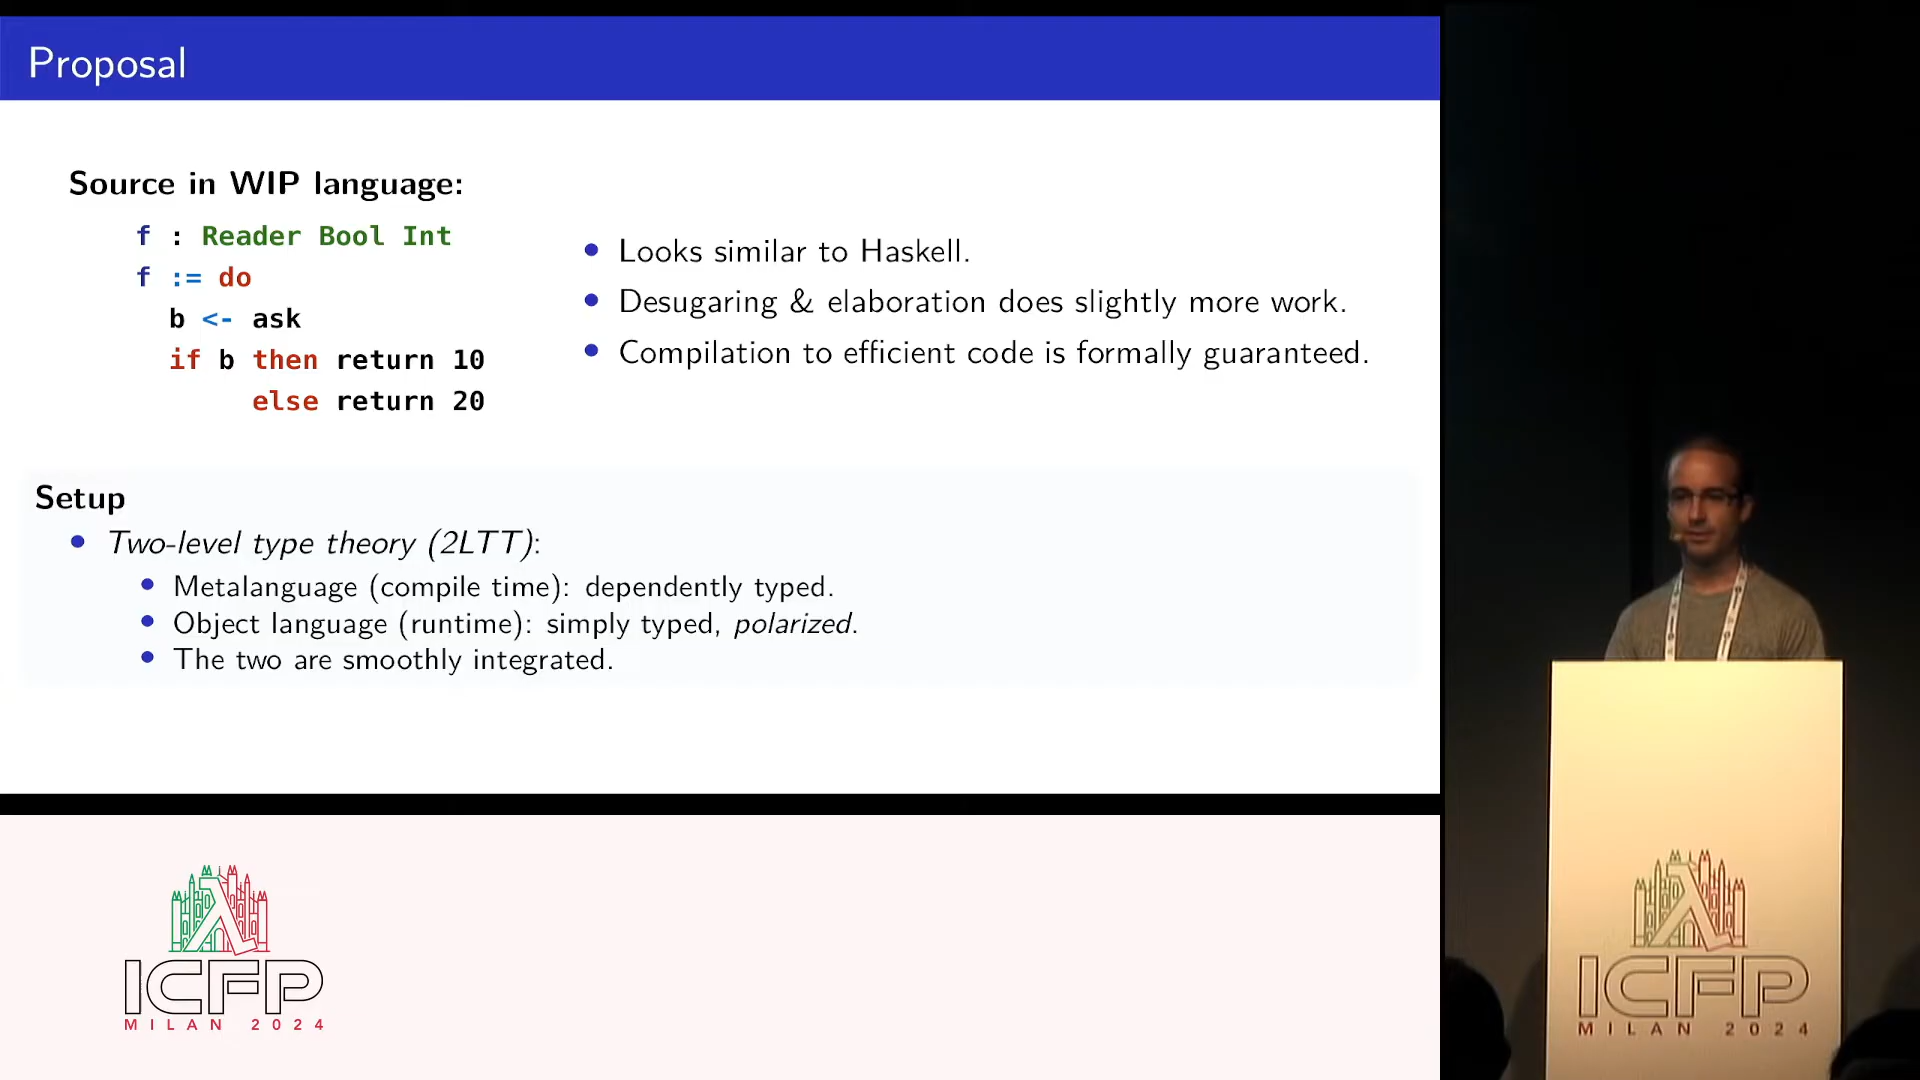 Proposal
Source in WIP language:
f : Reader Bool Int
f := do
b <- ask
if b then return 10
else return 20
• Looks similar to Haskell.
• Desugaring & elaboration does slightly more work.
• Compilation to efficient code is formally guaranteed.
Setup
• Two-level type theory (2LTT):
• Metalanguage (compile time): dependently typed.
• Object language (runtime): simply typed, polarized.
• The two are smoothly integrated.
ICFP
MILAN 2024
ICFP
MILAN 2024